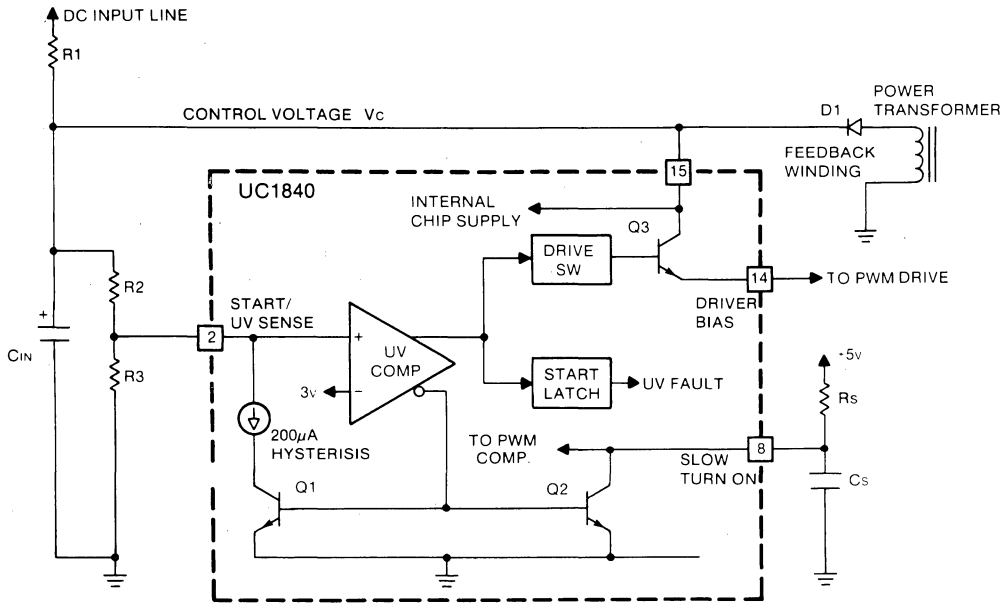 DC INPUT LINE
R1
CONTROL VOLTAGE Vc
D1
POWER
TRANSFORMER
FEEDBACK
WINDING
15
UC1840
INTERNAL
CHIP SUPPLY
Q3
DRIVE
SW
14
TO PWM DRIVE
DRIVER
BIAS
R2
START/
UV SENSE
2
+
UV
COMP
3v
-
+
CIN
R3
START
LATCH
UV FAULT
-5v
RS
200µA
HYSTERISIS
TO PWM
COMP.
8
SLOW
TURN ON
CS
Q1
Q2